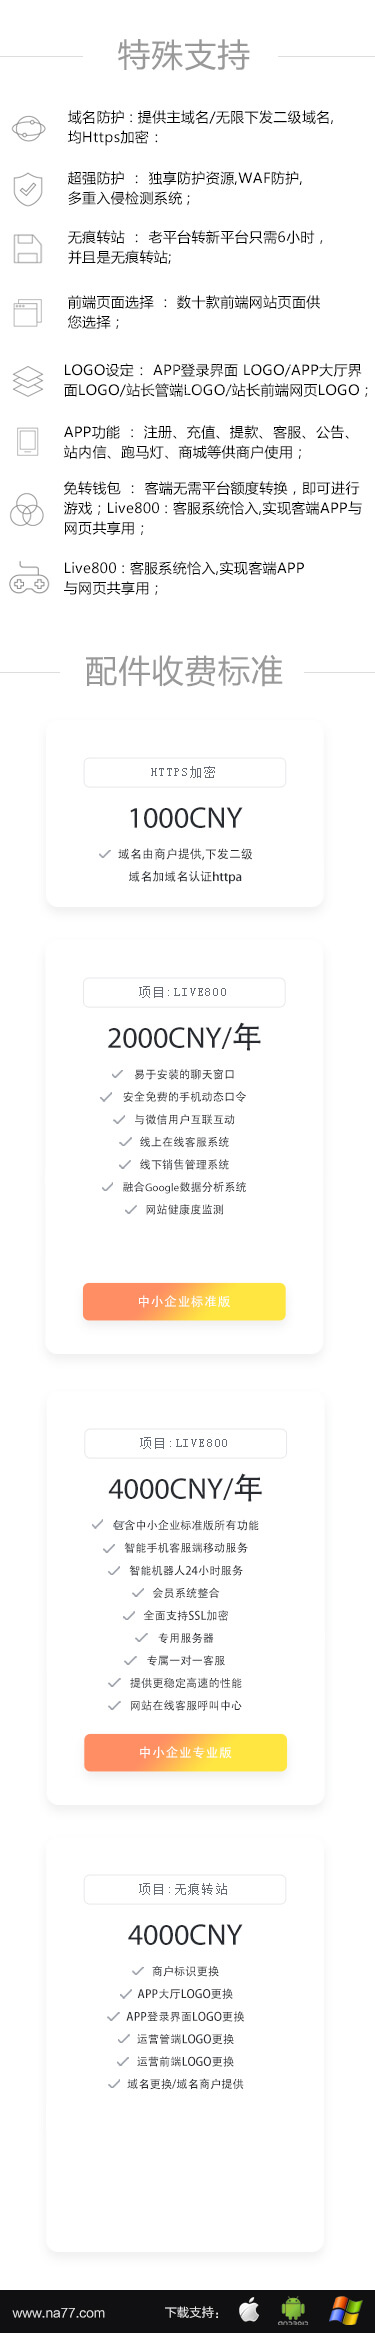 特殊支持
域名防护：提供主域名/无限下发二级域名,
均Https加密：
超强防护 ： 独享防护资源,WAF防护,
多重入侵检测系统；
无痕转站 ： 老平台转新平台只需6小时，
并且是无痕转站;
前端页面选择 ： 数十款前端网站页面供
您选择；
LOGO设定： APP登录界面 LOGO/APP大厅界
面LOGO/站长管端LOGO/站长前端网页LOGO；
APP功能 ： 注册、充值、提款、客服、公告、
站内信、跑马灯、商城等供商户使用；
免转钱包 ： 客端无需平台额度转换，即可进行
游戏；Live800：客服系统恰入,实现客端APP与
网页共享用；
Live800：客服系统恰入,实现客端APP
与网页共享用；
配件收费标准
HTTPS加密
1000CNY
域名由商户提供,下发二级
域名加域名认证httpa
项目:LIVE800
2000CNY/年
易于安装的聊天窗口
安全免费的手机动态口令
与微信用户互联互动
线上在线客服系统
线下销售管理系统
融合Google数据分析系统
网站健康度监测
中小企业标准版
项目:LIVE800
4000CNY/年
包含中小企业标准版所有功能
智能手机客服端移动服务
智能机器人24小时服务
会员系统整合
全面支持SSL加密
专用服务器
专属一对一客服
提供更稳定高速的性能
网站在线客服呼叫中心
中小企业专业版
项目:无痕转站
4000CNY
商户标识更换
APP大厅LOGO更换
APP登录界面LOGO更换
运营管端LOGO更换
运营前端LOGO更换
域名更换/域名商户提供
www.na77.com
下载支持：
ANDROID